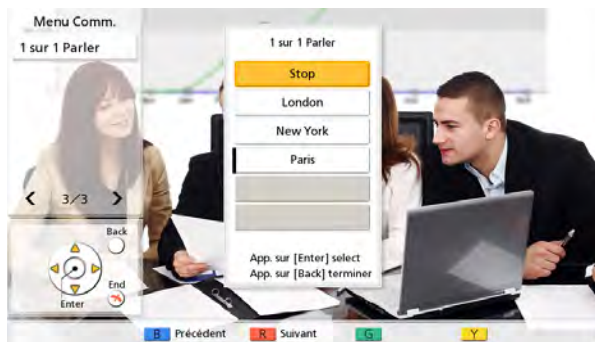 Menu Comm.
1 sur 1 Parler
3/3
Back
End
Enter
1 sur 1 Parler
Stop
London
New York
Paris
App. sur [Enter] select
App. sur [Back] terminer
B Précédent R Suivant G Y